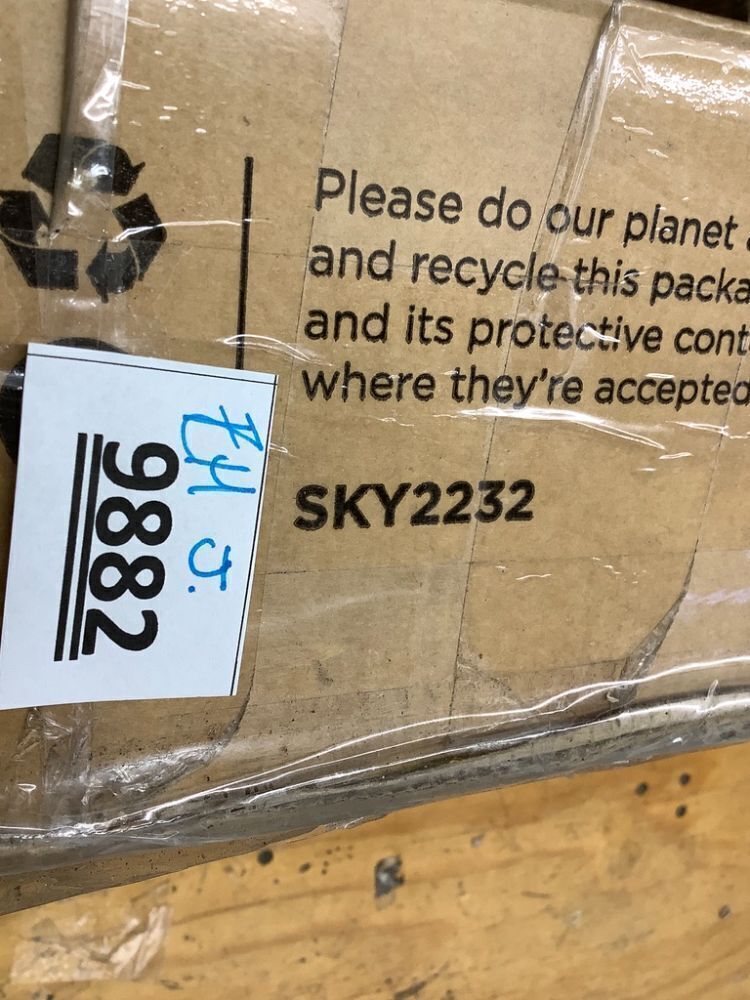 Please do our planet
and recycle this packa
and its protective cont
where they're accepted
SKY2232
9882